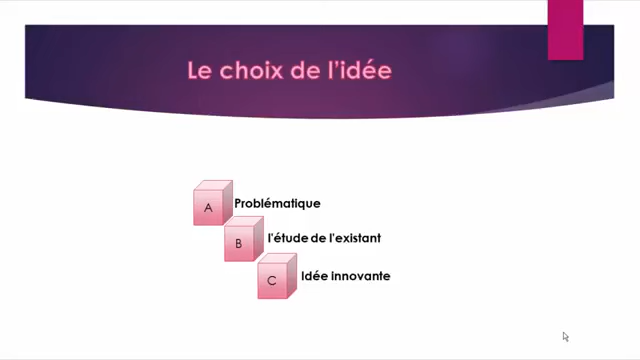 Le choix de l'idée
A Problématique
B l'étude de l'existant
C Idée innovante